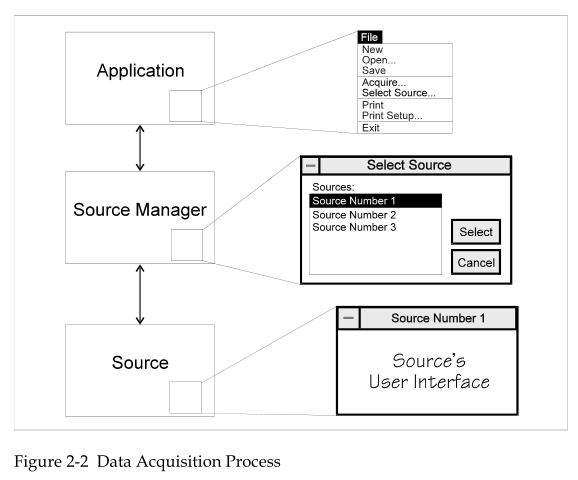 Application
File
New
Open...
Save
Acquire...
Select Source...
Print
Print Setup...
Exit
Source Manager
Select Source
Sources:
Source Number 1
Source Number 2
Source Number 3
Select
Cancel
Source
Source Number 1
Source's
User Interface
Figure 2-2 Data Acquisition Process